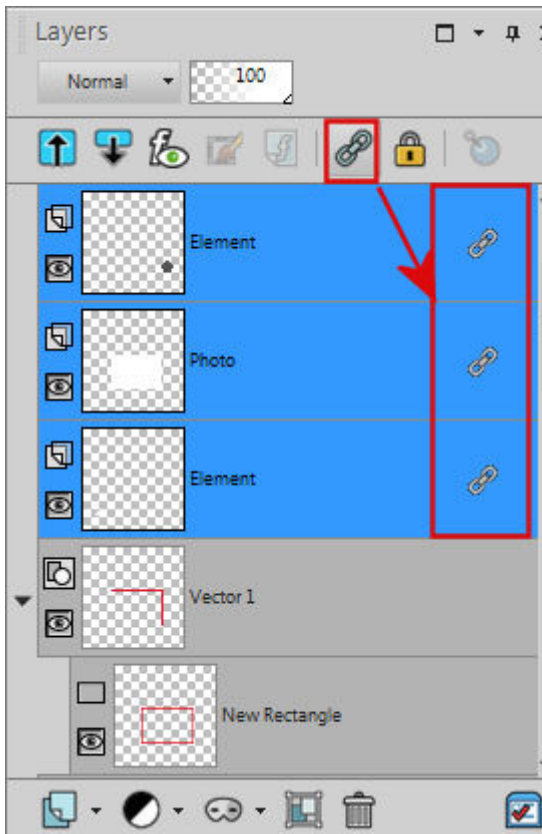 Layers
Normal
100
Element
Photo
Element
Vector 1
New Rectangle